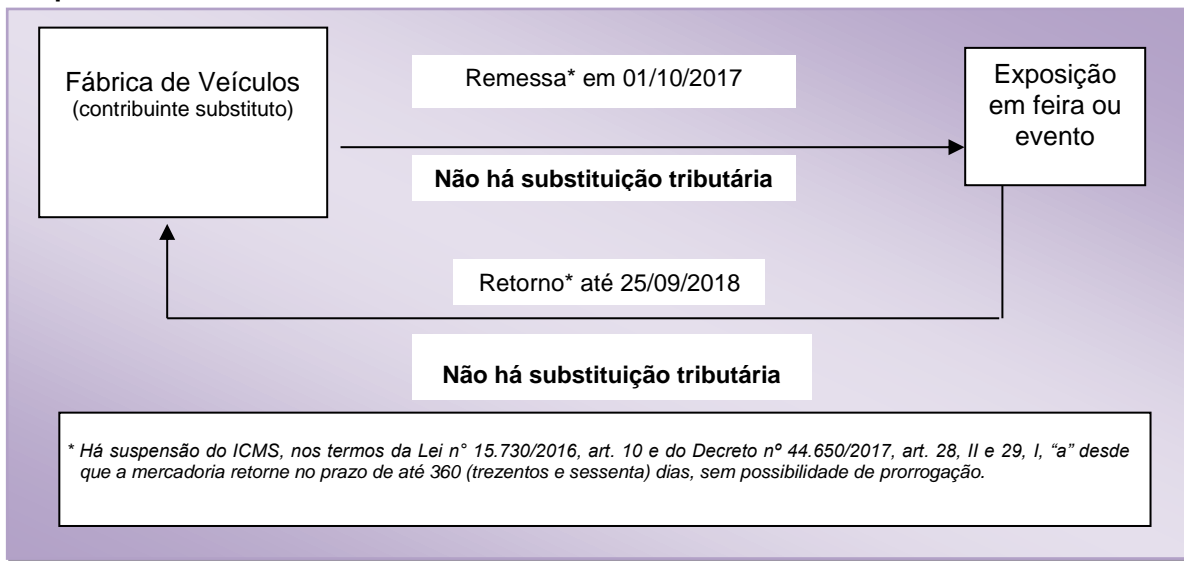 Fábrica de Veículos
(contribuinte substituto)
Remessa* em 01/10/2017
Não há substituição tributária
Exposição
em feira ou
evento
Retorno* até 25/09/2018
Não há substituição tributária
* Há suspensão do ICMS, nos termos da Lei n° 15.730/2016, art. 10 e do Decreto nº 44.650/2017, art. 28, II e 29, I, “a” desde
que a mercadoria retorne no prazo de até 360 (trezentos e sessenta) dias, sem possibilidade de prorrogação.